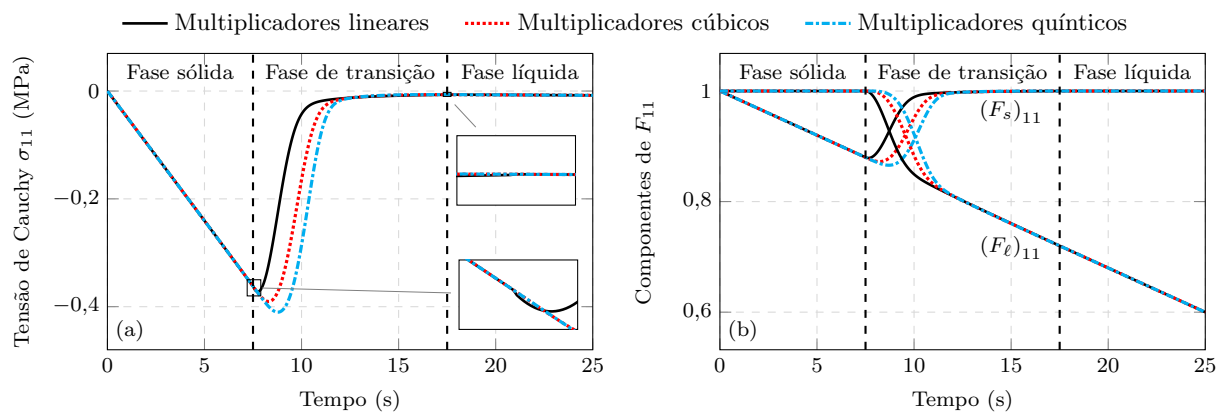 Multiplicadores lineares Multiplicadores cúbicos Multiplicadores quínticos
Fase sólida Fase de transição Fase líquida
Tensão de Cauchy σ₁₁ (MPa)
0
−0,2
−0,4
(a)
0 5 10 15 20 25
Tempo (s)
Fase sólida Fase de transição Fase líquida
Componentes de F₁₁
1
0,8
0,6
(Fₛ)₁₁
(Fℓ)₁₁
(b)
0 5 10 15 20 25
Tempo (s)